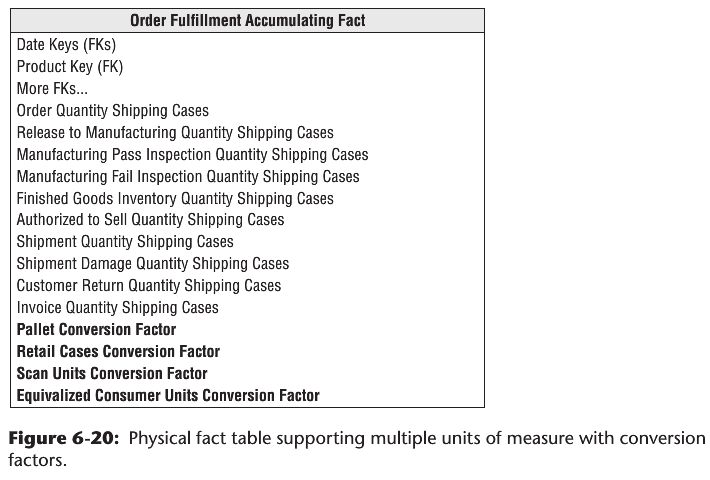 Order Fulfillment Accumulating Fact
Date Keys (FKs)
Product Key (FK)
More FKs...
Order Quantity Shipping Cases
Release to Manufacturing Quantity Shipping Cases
Manufacturing Pass Inspection Quantity Shipping Cases
Manufacturing Fail Inspection Quantity Shipping Cases
Finished Goods Inventory Quantity Shipping Cases
Authorized to Sell Quantity Shipping Cases
Shipment Quantity Shipping Cases
Shipment Damage Quantity Shipping Cases
Customer Return Quantity Shipping Cases
Invoice Quantity Shipping Cases
Pallet Conversion Factor
Retail Cases Conversion Factor
Scan Units Conversion Factor
Equivalized Consumer Units Conversion Factor
Figure 6-20: Physical fact table supporting multiple units of measure with conversion
factors.